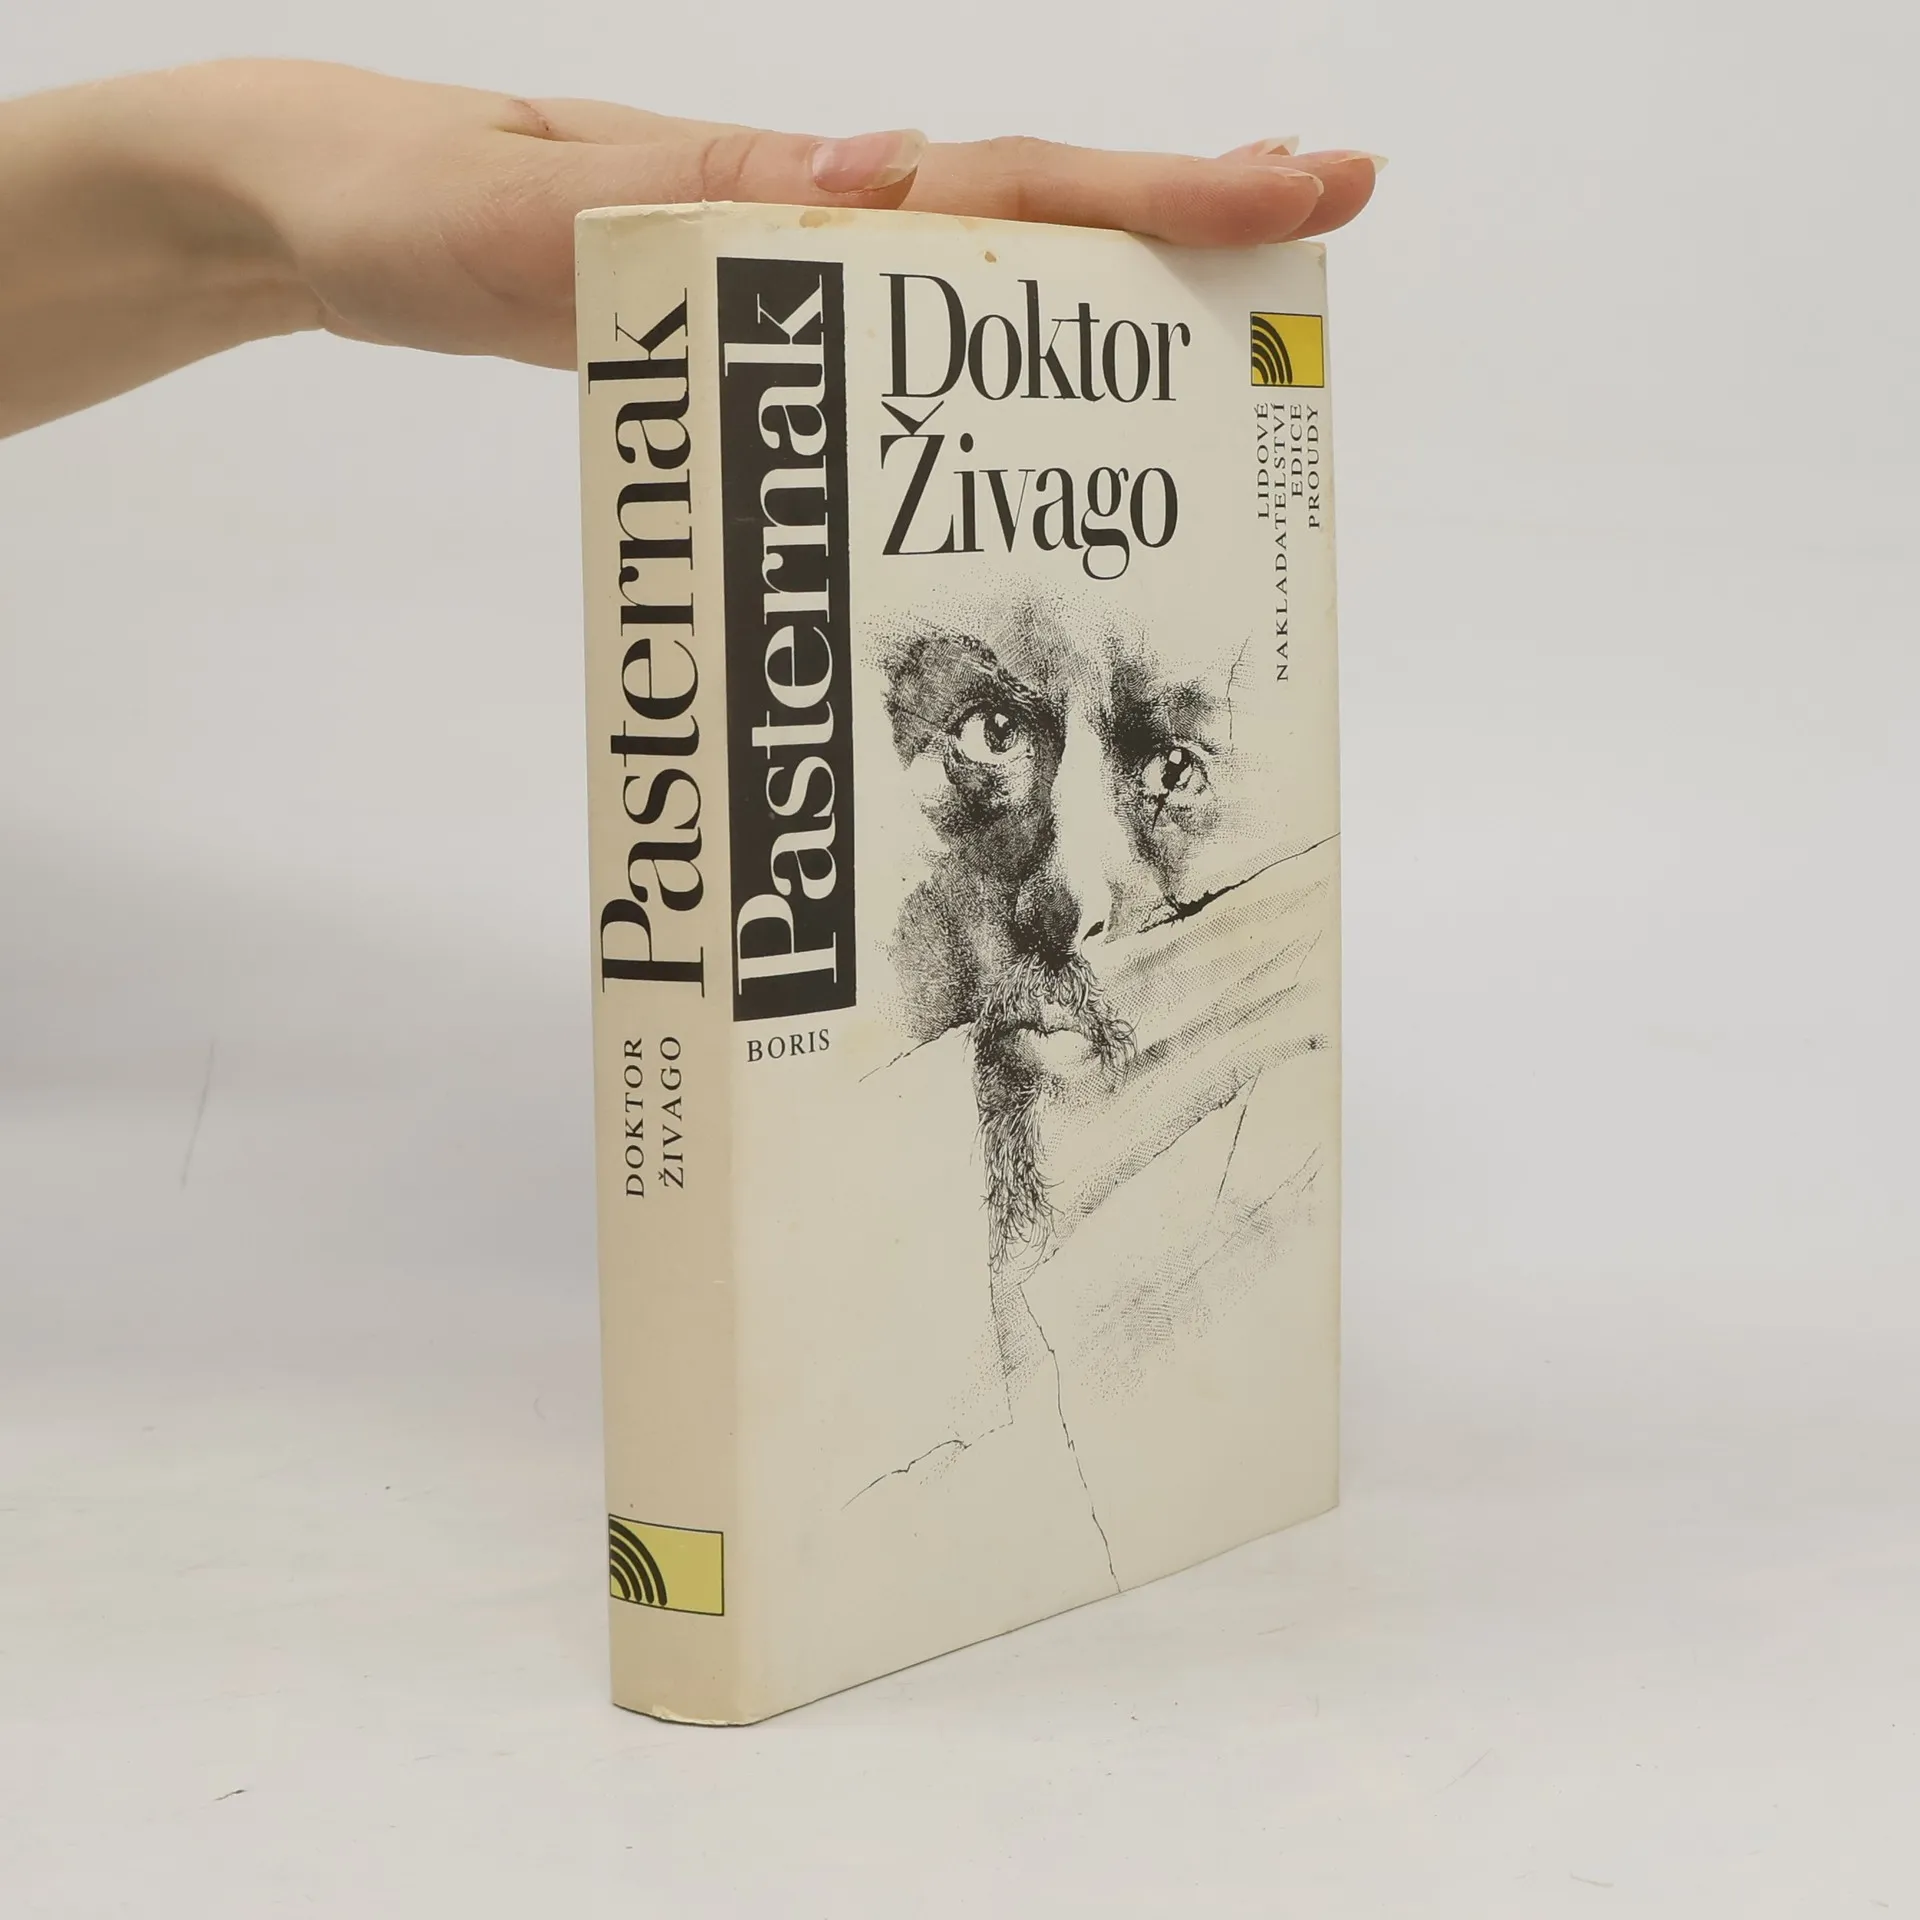 Pasternak
DOKTOR
ŽIVAGO
Pasternak
BORIS
Doktor
Živago
LIDOVÉ
NAKLADATELSTVÍ
EDICE
PROUDY